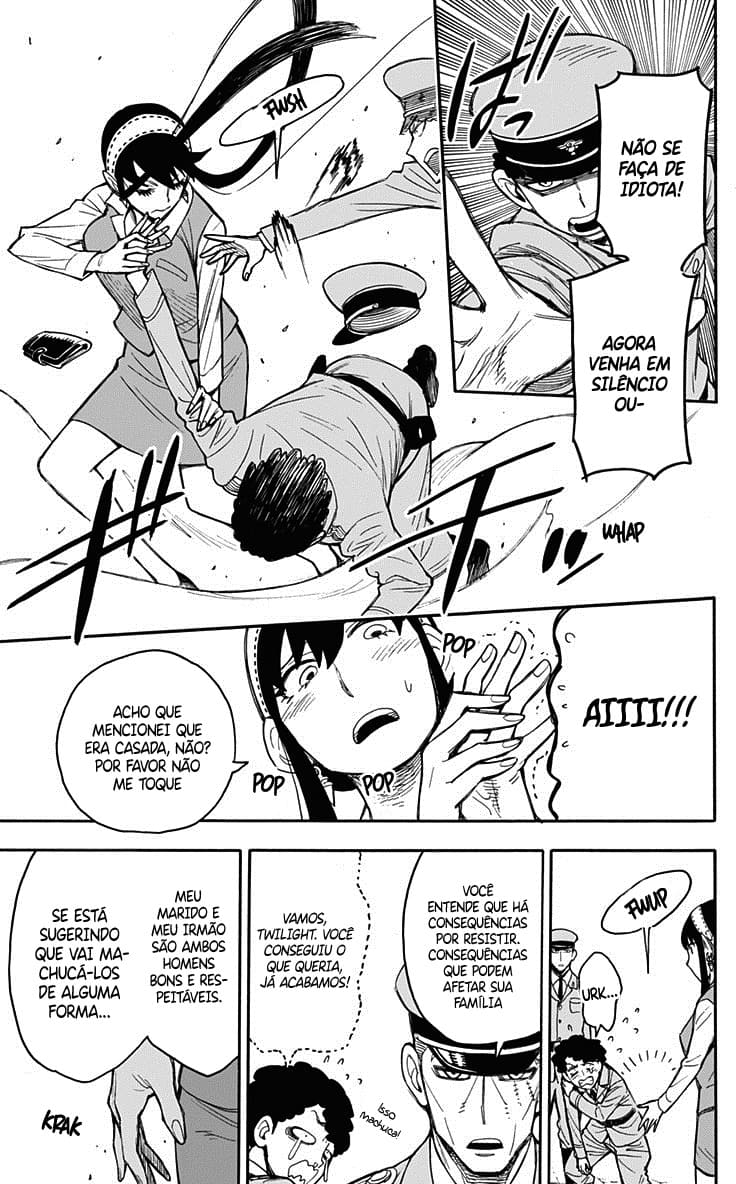 NÃO SE
FAÇA DE
IDIOTA!
AGORA
VENHA EM
SILÊNCIO
OU-
FWSH
WHAP
AIIII!!!
POP
POP
POP
ACHO QUE
MENCIONEI QUE
ERA CASADA, NÃO?
POR FAVOR NÃO
ME TOQUE
FWUP
URK...
VOCÊ
ENTENDE QUE HÁ
CONSEQUÊNCIAS
POR RESISTIR.
CONSEQUÊNCIAS
QUE PODEM
AFETAR SUA
FAMÍLIA
VAMOS,
TWILIGHT. VOCÊ
CONSEGUIU O
QUE QUERIA,
JÁ ACABAMOS!
Isso
machuca!
MEU
MARIDO E
MEU IRMÃO
SÃO AMBOS
HOMENS
BONS E RES-
PEITÁVEIS.
SE ESTÁ
SUGERINDO
QUE VAI MA-
CHUCÁ-LOS
DE ALGUMA
FORMA...
KRAK